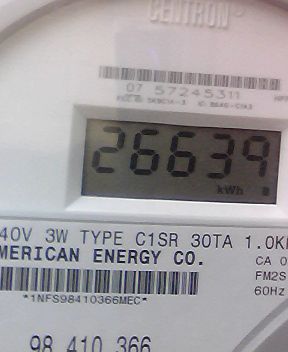 CENTRON
07 57245311
26639
kWh
40V 3W TYPE C1SR 30TA 1.0K
MERICAN ENERGY CO.
CA 0
FM2S
60Hz
*1NFS98410366MEC*
98 410 366